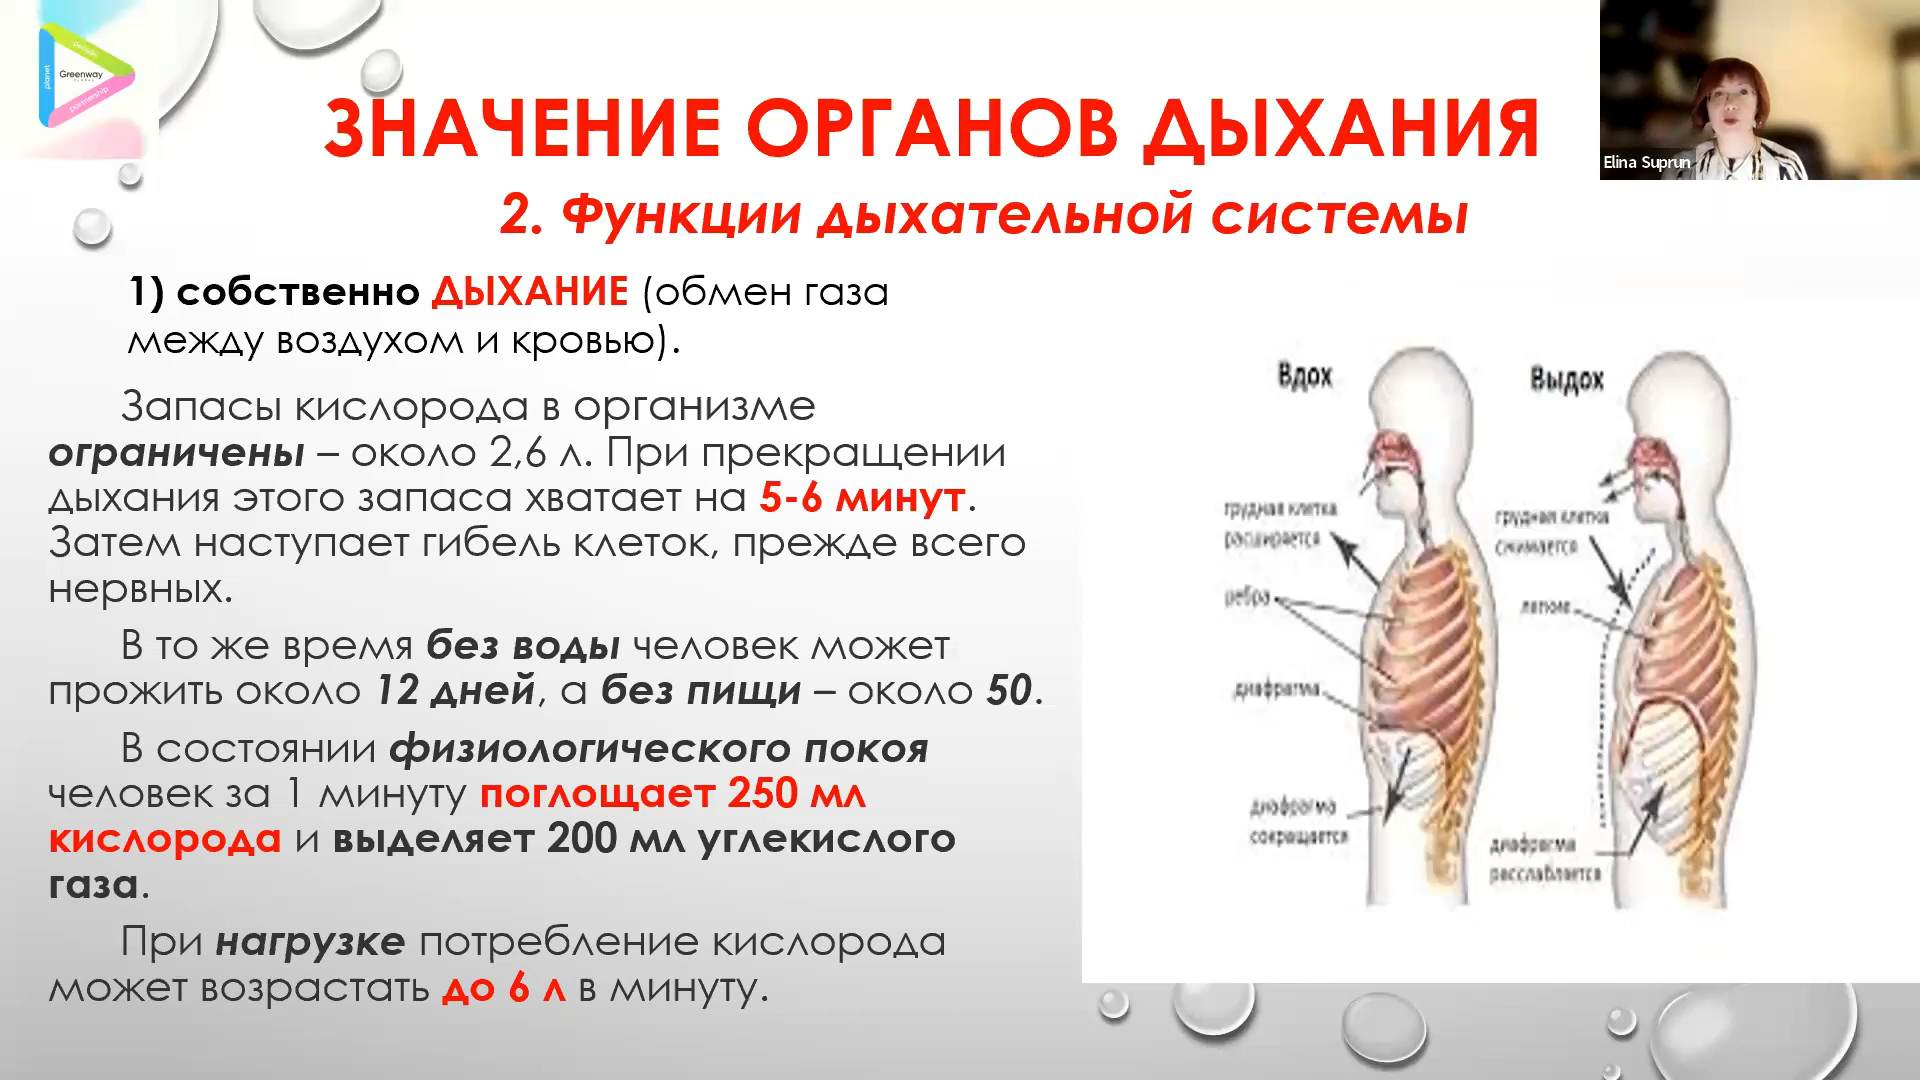 people
planet
Greenway
GLOBAL
partnership
Elina Suprun
ЗНАЧЕНИЕ ОРГАНОВ ДЫХАНИЯ
2. Функции дыхательной системы
1) собственно ДЫХАНИЕ (обмен газа
между воздухом и кровью).
Запасы кислорода в организме
ограничены – около 2,6 л. При прекращении
дыхания этого запаса хватает на 5-6 минут.
Затем наступает гибель клеток, прежде всего
нервных.
В то же время без воды человек может
прожить около 12 дней, а без пищи – около 50.
В состоянии физиологического покоя
человек за 1 минуту поглощает 250 мл
кислорода и выделяет 200 мл углекислого
газа.
При нагрузке потребление кислорода
может возрастать до 6 л в минуту.
Вдох
грудная клетка
расширяется
ребра
диафрагма
диафрагма
сокращается
Выдох
грудная клетка
сжимается
легкие
диафрагма
расслабляется